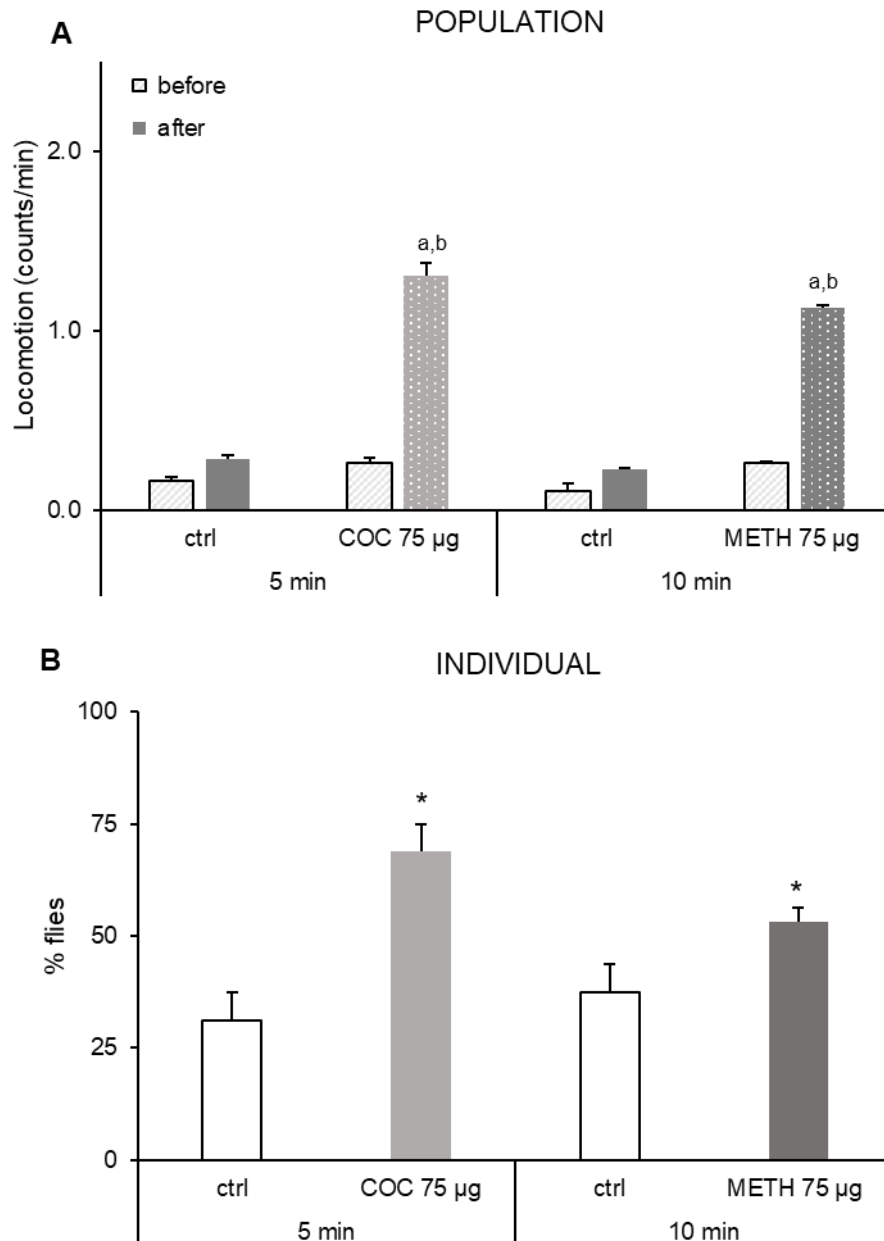 A
POPULATION
before
after
Locomotion (counts/min)
2.0
1.0
0.0
a,b
a,b
ctrl
COC 75 µg
ctrl
METH 75 µg
5 min
10 min
B
INDIVIDUAL
% flies
100
75
50
25
0
*
*
ctrl
COC 75 µg
ctrl
METH 75 µg
5 min
10 min